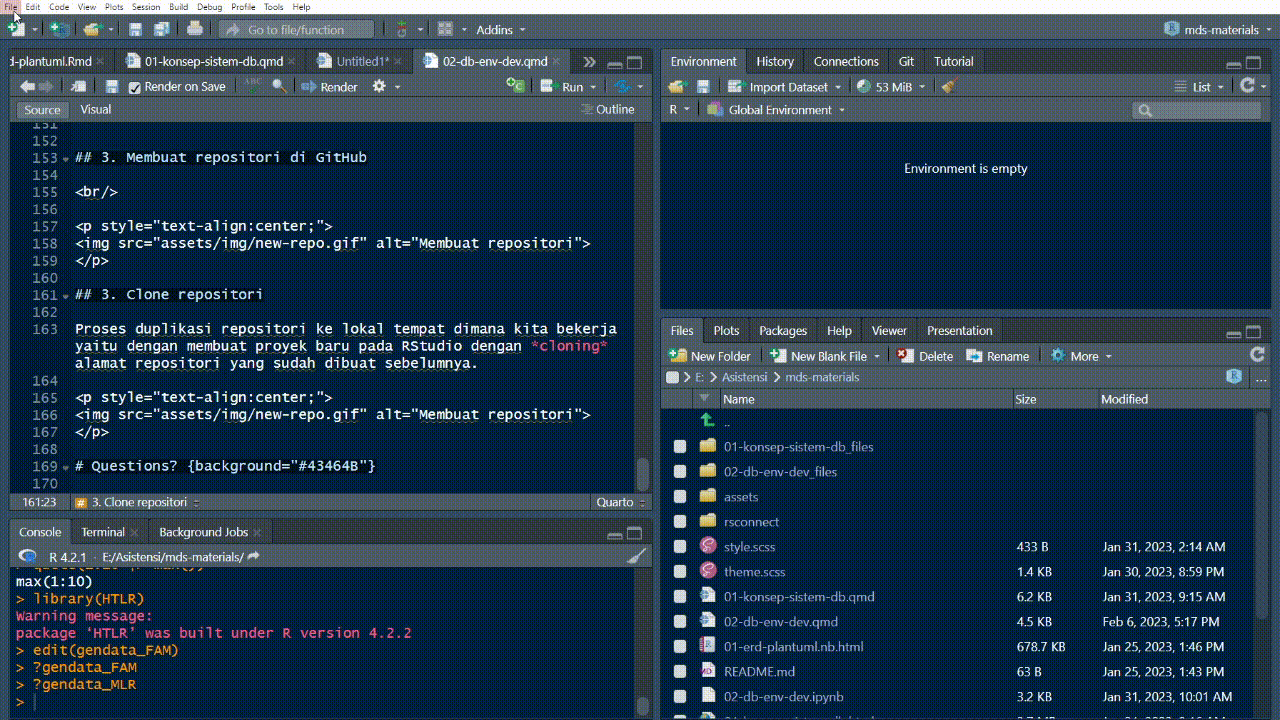 File Edit Code View Plots Session Build Debug Profile Tools Help
Go to file/function Addins mds-materials
d-plantuml.Rmd 01-konsep-sistem-db.qmd Untitled1* 02-db-env-dev.qmd
Render on Save Render Run
Source Visual Outline
151
152
153 ## 3. Membuat repositori di GitHub
154
155 <br/>
156
157 <p style="text-align:center;">
158 <img src="assets/img/new-repo.gif" alt="Membuat repositori">
159 </p>
160
161 ## 3. Clone repositori
162
163 Proses duplikasi repositori ke lokal tempat dimana kita bekerja
yaitu dengan membuat proyek baru pada RStudio dengan *cloning*
alamat repositori yang sudah dibuat sebelumnya.
164
165 <p style="text-align:center;">
166 <img src="assets/img/new-repo.gif" alt="Membuat repositori">
167 </p>
168
169 # Questions? {background="#43464B"}
170
161:23 # 3. Clone repositori Quarto
Console Terminal Background Jobs
R 4.2.1 · E:/Asistensi/mds-materials/
max(1:10)
> library(HTLR)
Warning message:
package ‘HTLR’ was built under R version 4.2.2
> edit(gendata_FAM)
> ?gendata_FAM
> ?gendata_MLR
>
Environment History Connections Git Tutorial
Import Dataset 53 MiB List
R Global Environment
Environment is empty
Files Plots Packages Help Viewer Presentation
New Folder New Blank File Delete Rename More
E: Asistensi mds-materials R ...
Name Size Modified
..
01-konsep-sistem-db_files
02-db-env-dev_files
assets
rsconnect
style.scss 433 B Jan 31, 2023, 2:14 AM
theme.scss 1.4 KB Jan 30, 2023, 8:59 PM
01-konsep-sistem-db.qmd 6.2 KB Jan 31, 2023, 9:15 AM
02-db-env-dev.qmd 4.5 KB Feb 6, 2023, 5:17 PM
01-erd-plantuml.nb.html 678.7 KB Jan 25, 2023, 1:46 PM
README.md 63 B Jan 25, 2023, 1:43 PM
02-db-env-dev.ipynb 3.2 KB Jan 31, 2023, 10:01 AM